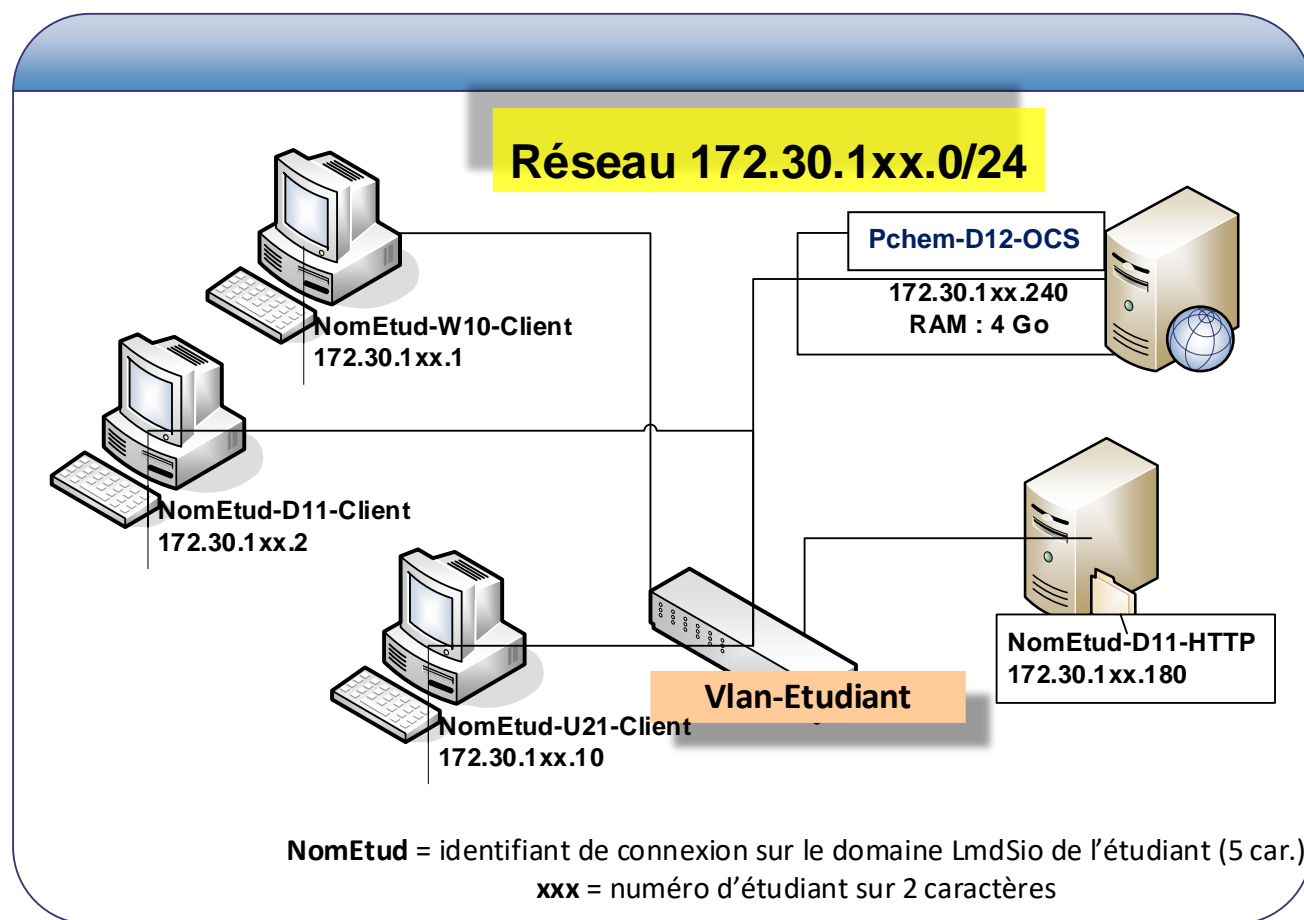 Réseau 172.30.1xx.0/24
Pchem-D12-OCS
172.30.1xx.240
RAM : 4 Go
NomEtud-W10-Client
172.30.1xx.1
NomEtud-D11-Client
172.30.1xx.2
NomEtud-D11-HTTP
172.30.1xx.180
Vlan-Etudiant
NomEtud-U21-Client
172.30.1xx.10
NomEtud = identifiant de connexion sur le domaine LmdSio de l’étudiant (5 car.)
xxx = numéro d’étudiant sur 2 caractères